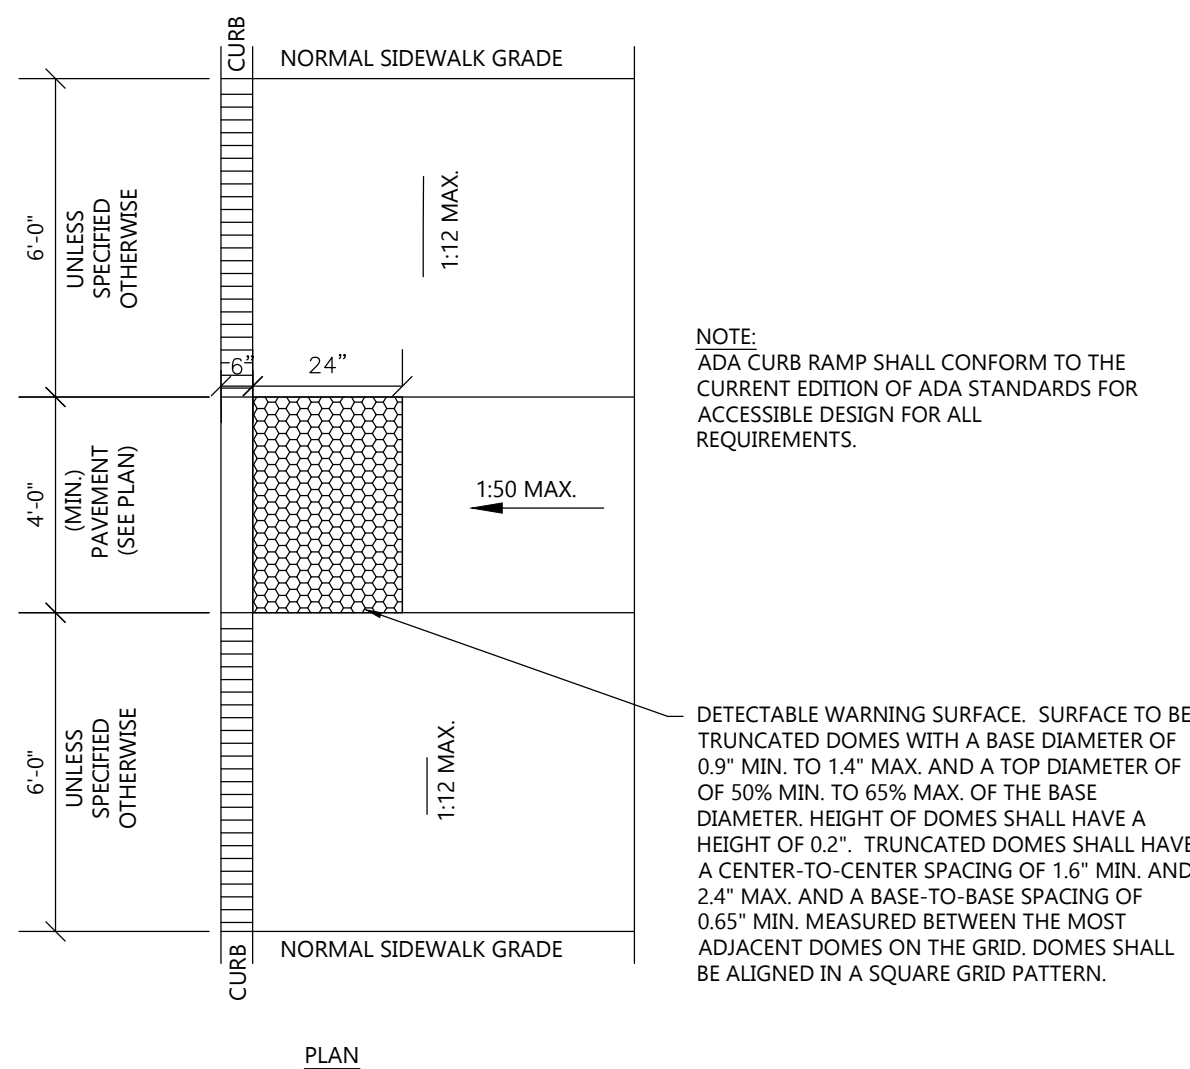 CURB
NORMAL SIDEWALK GRADE
6'-0"
UNLESS
SPECIFIED
OTHERWISE
1:12 MAX.
6"
24"
NOTE:
ADA CURB RAMP SHALL CONFORM TO THE
CURRENT EDITION OF ADA STANDARDS FOR
ACCESSIBLE DESIGN FOR ALL
REQUIREMENTS.
4'-0"
(MIN.)
PAVEMENT
(SEE PLAN)
1:50 MAX.
6'-0"
UNLESS
SPECIFIED
OTHERWISE
1:12 MAX.
DETECTABLE WARNING SURFACE. SURFACE TO BE
TRUNCATED DOMES WITH A BASE DIAMETER OF
0.9" MIN. TO 1.4" MAX. AND A TOP DIAMETER OF
OF 50% MIN. TO 65% MAX. OF THE BASE
DIAMETER. HEIGHT OF DOMES SHALL HAVE A
HEIGHT OF 0.2". TRUNCATED DOMES SHALL HAVE
A CENTER-TO-CENTER SPACING OF 1.6" MIN. AND
2.4" MAX. AND A BASE-TO-BASE SPACING OF
0.65" MIN. MEASURED BETWEEN THE MOST
ADJACENT DOMES ON THE GRID. DOMES SHALL
BE ALIGNED IN A SQUARE GRID PATTERN.
CURB
NORMAL SIDEWALK GRADE
PLAN